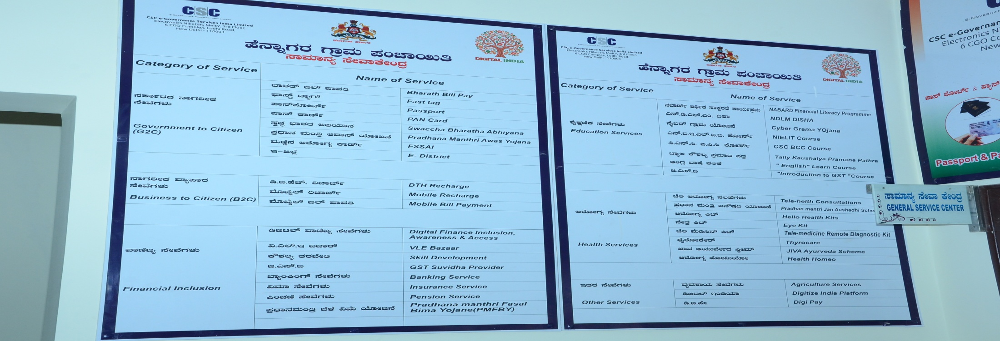 CSC
CSC e-Governance Services India Limited
Electronics Niketan, MeitY, 3rd Floor,
6 CGO Complex, Lodhi Road,
New Delhi - 110003
ಕರ್ನಾಟಕ ಸರ್ಕಾರ
DIGITAL INDIA
ಹೆನ್ನಾಗರ ಗ್ರಾಮ ಪಂಚಾಯಿತಿ
ಸಾಮಾನ್ಯ ಸೇವಾಕೇಂದ್ರ
Category of Service
Name of Service
ಸರ್ಕಾರದ ನಾಗರೀಕ
ಸೇವೆಗಳು
Government to Citizen
(G2C)
ಭಾರತ್ ಬಿಲ್ ಪಾವತಿ Bharath Bill Pay
ಫಾಸ್ಟ್ ಟ್ಯಾಗ್ Fast tag
ಪಾಸ್‌ಪೋರ್ಟ್ Passport
ಪಾನ್ ಕಾರ್ಡ್ PAN Card
ಸ್ವಚ್ಛ ಭಾರತ ಅಭಿಯಾನ Swaccha Bharatha Abhiyana
ಪ್ರಧಾನ ಮಂತ್ರಿ ಆವಾಸ್ ಯೋಜನೆ Pradhana Manthri Awas Yojana
ಮಣ್ಣಿನ ಆರೋಗ್ಯ ಕಾರ್ಡ್ FSSAI
ಇ-ಜಿಲ್ಲೆ E- District
ನಾಗರೀಕ ವ್ಯಾಪಾರ
ಸೇವೆಗಳು
Business to Citizen (B2C)
ಡಿ.ಟಿ.ಹೆಚ್. ರಿಚಾರ್ಜ್ DTH Recharge
ಮೊಬೈಲ್ ರಿಚಾರ್ಜ್ Mobile Recharge
ಮೊಬೈಲ್ ಬಿಲ್ ಪಾವತಿ Mobile Bill Payment
ವಾಣಿಜ್ಯ ಸೇವೆಗಳು
Financial Inclusion
ಡಿಜಿಟಲ್ ವಾಣಿಜ್ಯ ಸೇವೆಗಳು Digital Finance Inclusion,
Awareness & Access
ವಿ.ಎಲ್.ಇ ಬಜಾರ್ VLE Bazaar
ಕೌಶಲ್ಯ ತರಬೇತಿ Skill Development
ಜಿ.ಎಸ್.ಟಿ GST Suvidha Provider
ಬ್ಯಾಂಕಿಂಗ್ ಸೇವೆಗಳು Banking Service
ವಿಮಾ ಸೇವೆಗಳು Insurance Service
ಪಿಂಚಣಿ ಸೇವೆಗಳು Pension Service
ಪ್ರಧಾನಮಂತ್ರಿ ಬೆಳೆ ವಿಮೆ ಯೋಜನೆ Pradhana manthri Fasal
Bima Yojane(PMFBY)
CSC
CSC e-Governance Services India Limited
Electronics Niketan, MeitY, 3rd Floor,
6 CGO Complex, Lodhi Road,
New Delhi - 110003
DIGITAL INDIA
ಹೆನ್ನಾಗರ ಗ್ರಾಮ ಪಂಚಾಯಿತಿ
ಸಾಮಾನ್ಯ ಸೇವಾಕೇಂದ್ರ
Category of Service
Name of Service
ಶೈಕ್ಷಣಿಕ ಸೇವೆಗಳು
Education Services
ನಬಾರ್ಡ್ ಆರ್ಥಿಕ ಸಾಕ್ಷರತೆ ಕಾರ್ಯಕ್ರಮ NABARD Financial Literacy Programme
ಎನ್.ಡಿ.ಎಲ್.ಎಂ. ದಿಶಾ NDLM DISHA
ಸೈಬರ್ ಗ್ರಾಮ ಯೋಜನೆ Cyber Grama YOjana
ಎನ್.ಐ.ಇ.ಎಲ್.ಐ.ಟಿ. ಕೋರ್ಸ್ NIELIT Course
ಸಿ.ಎಸ್.ಸಿ. ಬಿ.ಸಿ.ಸಿ. ಕೋರ್ಸ್ CSC BCC Course
ಟ್ಯಾಲಿ ಕೌಶಲ್ಯ ಪ್ರಮಾಣ ಪತ್ರ Tally Kaushalya Pramana Pathra
ಆಂಗ್ಲ ಬಾಷೆ ಕಲಿಕೆ " English" Learn Course
ಜಿ.ಎಸ್.ಟಿ "Introduction to GST "Course
ಆರೋಗ್ಯ ಸೇವೆಗಳು
Health Services
ಟೆಲಿ ಆರೋಗ್ಯ ಸಲಹೆಗಳು Tele-helth Consultations
ಪ್ರಧಾನ ಮಂತ್ರಿ ಜನೌಷಧಿ ಯೋಜನೆ Pradhan mantri Jan Aushadhi Sche
ಆರೋಗ್ಯ ಕಿಟ್ Hello Health Kits
ನೇತ್ರ ಕಿಟ್ Eye Kit
ಟೆಲಿ ಮೆಡಿಸಿನ್ ಕಿಟ್ Tele-medicine Remote Diagnostic Kit
ಥೈರೋಕೇರ್ Thyrocare
ಜೀವ ಆಯುರ್ವೇದ ಸ್ಕೀಮ್ JIVA Ayurveda Scheme
ಆರೋಗ್ಯ ಹೋಮಿಯೋ Health Homeo
ಇತರ ಸೇವೆಗಳು
Other Services
ವ್ಯವಸಾಯ ಸೇವೆಗಳು Agriculture Services
ಡಿಜಿಟಲ್ ಇಂಡಿಯಾ Digitize India Platform
ಡಿ.ಜಿ.ಪೇ Digi Pay
CSC e-Governa
Electronics N
6 CGO Co
New
ಪಾಸ್ ಪೋರ್ಟ್ & ಪ್ಯಾನ್
Passport & Pa
ಸಾಮಾನ್ಯ ಸೇವಾ ಕೇಂದ್ರ
GENERAL SERVICE CENTER